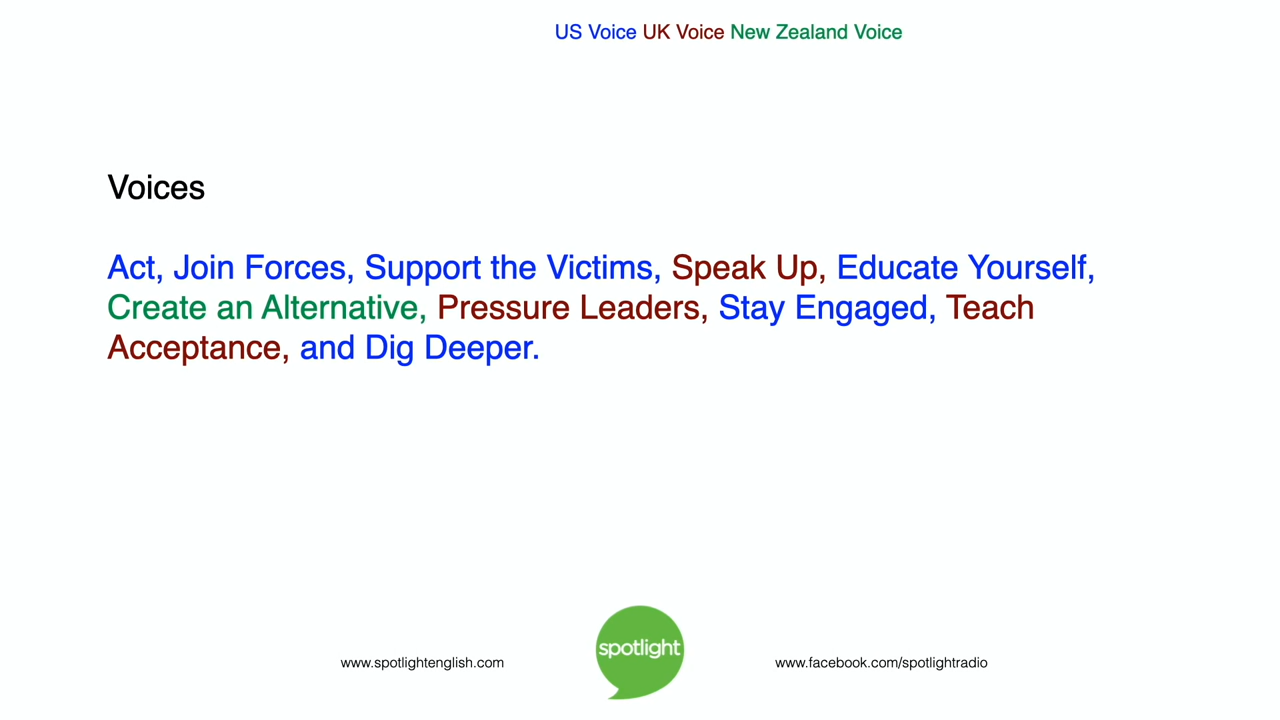 US Voice UK Voice New Zealand Voice
Voices
Act, Join Forces, Support the Victims, Speak Up, Educate Yourself,
Create an Alternative, Pressure Leaders, Stay Engaged, Teach
Acceptance, and Dig Deeper.
spotlight
www.spotlightenglish.com
www.facebook.com/spotlightradio